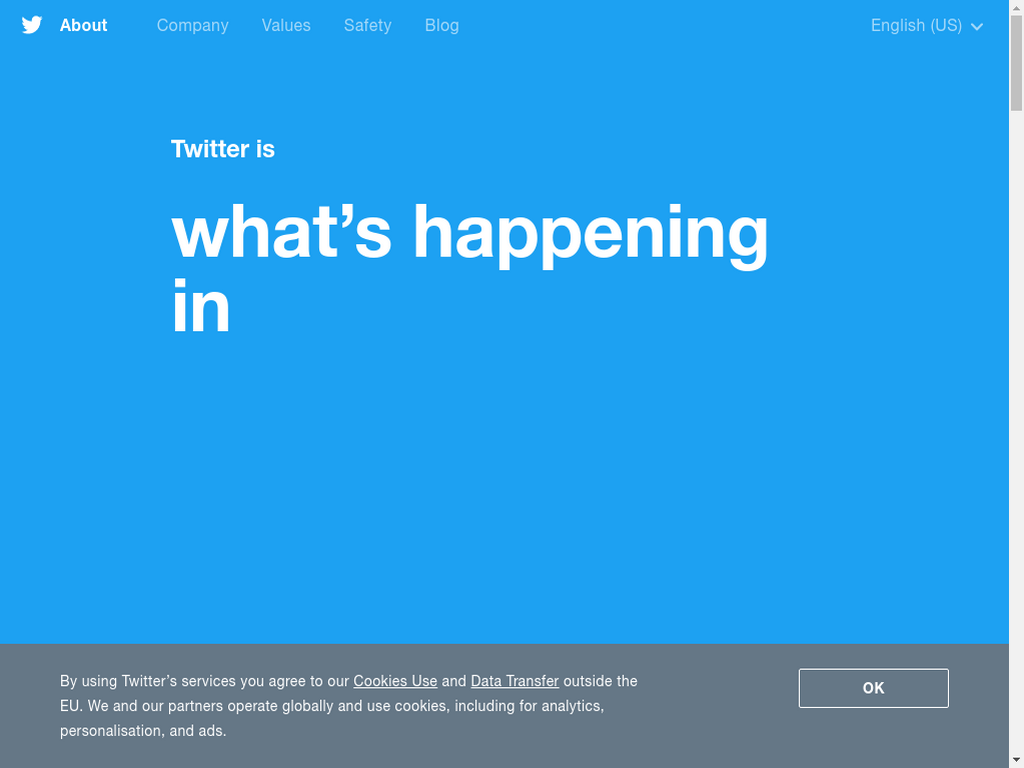 About Company Values Safety Blog English (US)
Twitter is
what’s happening
in
By using Twitter’s services you agree to our Cookies Use and Data Transfer outside the
EU. We and our partners operate globally and use cookies, including for analytics,
personalisation, and ads.
OK